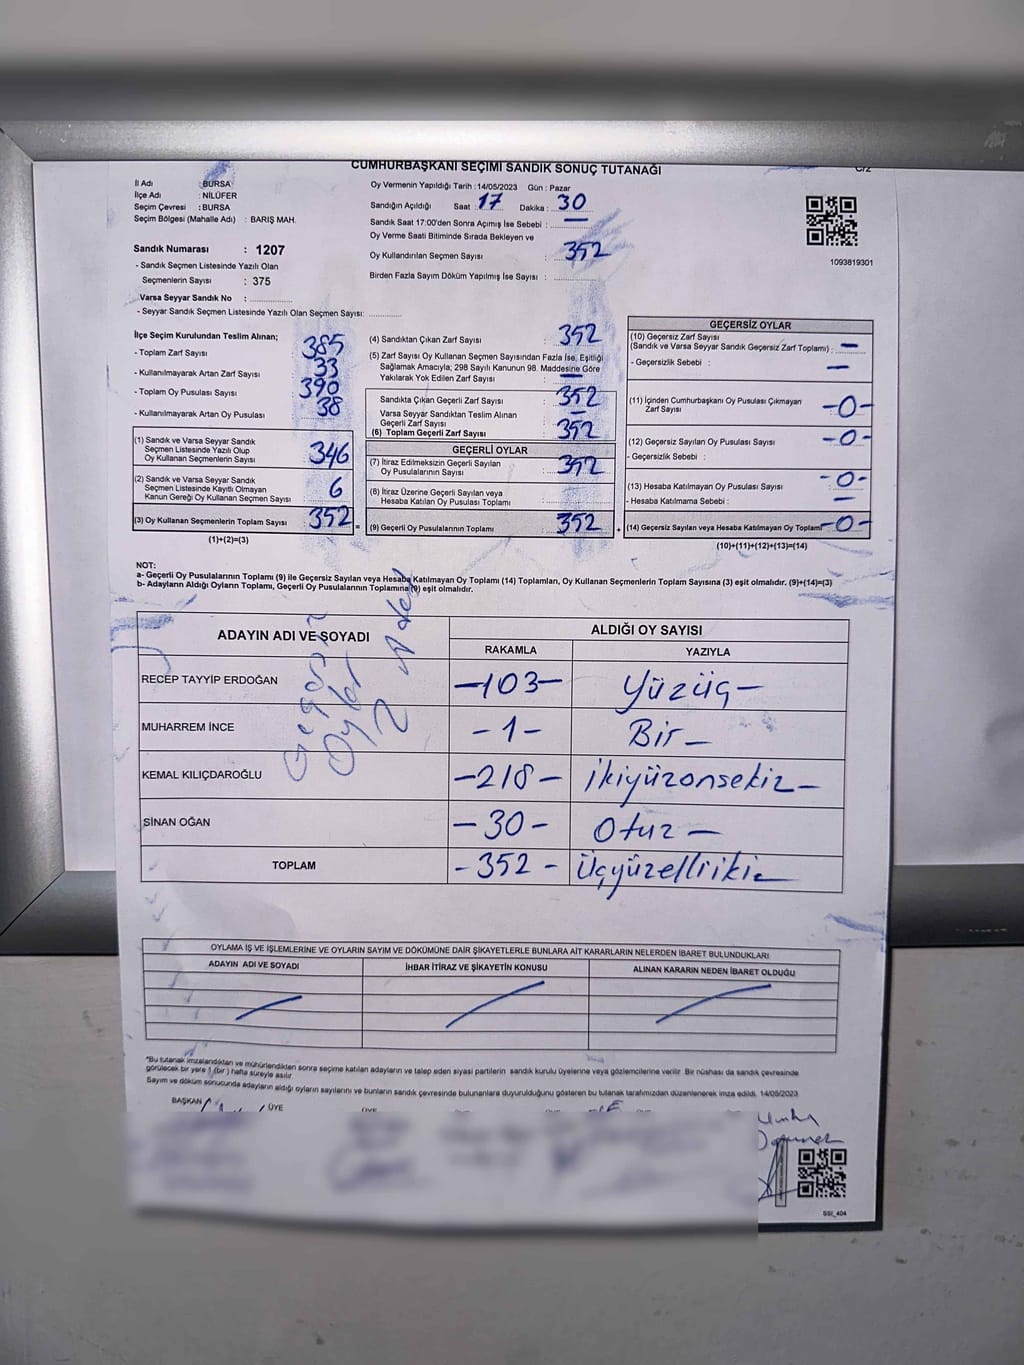 CUMHURBAŞKANI SEÇİMİ SANDIK SONUÇ TUTANAĞI
İl Adı : BURSA
İlçe Adı : NİLÜFER
Seçim Çevresi : BURSA
Seçim Bölgesi (Mahalle Adı) : BARIŞ MAH.
Sandık Numarası : 1207
- Sandık Seçmen Listesinde Yazılı Olan
Seçmenlerin Sayısı : 375
Varsa Seyyar Sandık No :
- Seyyar Sandık Seçmen Listesinde Yazılı Olan Seçmen Sayısı:
Oy Vermenin Yapıldığı Tarih : 14/05/2023 Gün : Pazar
Sandığın Açıldığı Saat : 17 Dakika : 30
Sandık Saat 17:00'den Sonra Açımış İse Sebebi : —
Oy Verme Saati Bitiminde Sırada Bekleyen ve
Oy Kullandırılan Seçmen Sayısı : 352
Birden Fazla Sayım Döküm Yapılmış İse Sayısı :
1093819301
İlçe Seçim Kurulundan Teslim Alınan;
- Toplam Zarf Sayısı 385
- Kullanılmayarak Artan Zarf Sayısı 33
- Toplam Oy Pusulası Sayısı 390
- Kullanılmayarak Artan Oy Pusulası 38
(1) Sandık ve Varsa Seyyar Sandık
Seçmen Listesinde Yazılı Olup
Oy Kullanan Seçmenlerin Sayısı 346
(2) Sandık ve Varsa Seyyar Sandık
Seçmen Listesinde Kayıtlı Olmayan
Kanun Gereği Oy Kullanan Seçmen Sayısı 6
(3) Oy Kullanan Seçmenlerin Toplam Sayısı 352 =
(1)+(2)=(3)
(4) Sandıktan Çıkan Zarf Sayısı : 352
(5) Zarf Sayısı Oy Kullanan Seçmen Sayısından Fazla İse, Eşitliği
Sağlamak Amacıyla; 298 Sayılı Kanunun 98. Maddesine Göre
Yakılarak Yok Edilen Zarf Sayısı : —
Sandıkta Çıkan Geçerli Zarf Sayısı : 352
Varsa Seyyar Sandıktan Teslim Alınan
Geçerli Zarf Sayısı : —
(6) Toplam Geçerli Zarf Sayısı 352
GEÇERLİ OYLAR
(7) İtiraz Edilmeksizin Geçerli Sayılan
Oy Pusulalarının Sayısı : 352
(8) İtiraz Üzerine Geçerli Sayılan veya
Hesaba Katılan Oy Pusulası Toplamı :
(9) Geçerli Oy Pusulalarının Toplamı : 352 +
GEÇERSİZ OYLAR
(10) Geçersiz Zarf Sayısı
(Sandık ve Varsa Seyyar Sandık Geçersiz Zarf Toplamı) : —
- Geçersizlik Sebebi : —
(11) İçinden Cumhurbaşkanı Oy Pusulası Çıkmayan
Zarf Sayısı -0-
(12) Geçersiz Sayılan Oy Pusulası Sayısı -0-
- Geçersizlik Sebebi :
(13) Hesaba Katılmayan Oy Pusulası Sayısı -0-
- Hesaba Katılmama Sebebi : —
(14) Geçersiz Sayılan veya Hesaba Katılmayan Oy Toplamı -0-
(10)+(11)+(12)+(13)=(14)
NOT:
a- Geçerli Oy Pusulalarının Toplamı (9) ile Geçersiz Sayılan veya Hesaba Katılmayan Oy Toplamı (14) Toplamları, Oy Kullanan Seçmenlerin Toplam Sayısına (3) eşit olmalıdır. (9)+(14)=(3)
b- Adayların Aldığı Oyların Toplamı, Geçerli Oy Pusulalarının Toplamına (9) eşit olmalıdır.
ADAYIN ADI VE SOYADI ALDIĞI OY SAYISI
RAKAMLA YAZIYLA
RECEP TAYYİP ERDOĞAN -103- Yüzüç-
MUHARREM İNCE -1- Bir-
KEMAL KILIÇDAROĞLU -218- İkiyüzonsekiz-
SİNAN OĞAN -30- Otuz-
TOPLAM -352- Üçyüzelliiki-
Oylar
2
OYLAMA İŞ VE İŞLEMLERİNE VE OYLARIN SAYIM VE DÖKÜMÜNE DAİR ŞİKAYETLERLE BUNLARA AİT KARARLARIN NELERDEN İBARET BULUNDUKLARI
ADAYIN ADI VE SOYADI İHBAR İTİRAZ VE ŞİKAYETİN KONUSU ALINAN KARARIN NEDEN İBARET OLDUĞU
*Bu tutanak imzalandıktan ve mühürlendikten sonra seçime katılan adaylara ve talep eden siyasi partilerin sandık kurulu üyelerine veya gözlemcilerine verilir. Bir nüshası da sandık çevresinde
görülecek bir yere 1 (bir) hafta süreyle asılır.
Sayım ve döküm sonucunda adayların aldığı oyların sayılarını ve bunların sandık çevresinde bulunanlara duyurulduğunu gösteren bu tutanak tarafımızdan düzenlenerek imza edildi. 14/05/2023
BAŞKAN ÜYE
SSI_404